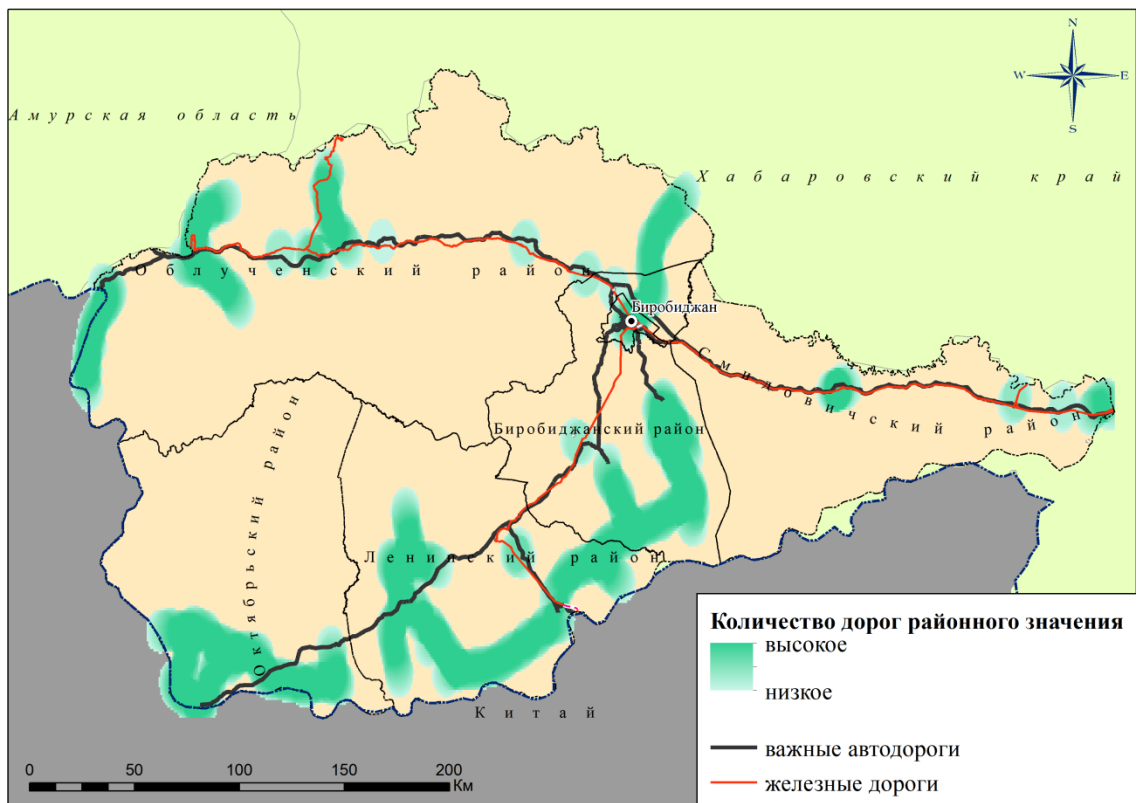 N
W E
S
Амурская область
Хабаровский край
Облученский район
Биробиджан
Смидовичский район
Биробиджанский район
Октябрьский район
Ленинский район
Китай
Количество дорог районного значения
высокое
низкое
важные автодороги
железные дороги
0 50 100 150 200
Км